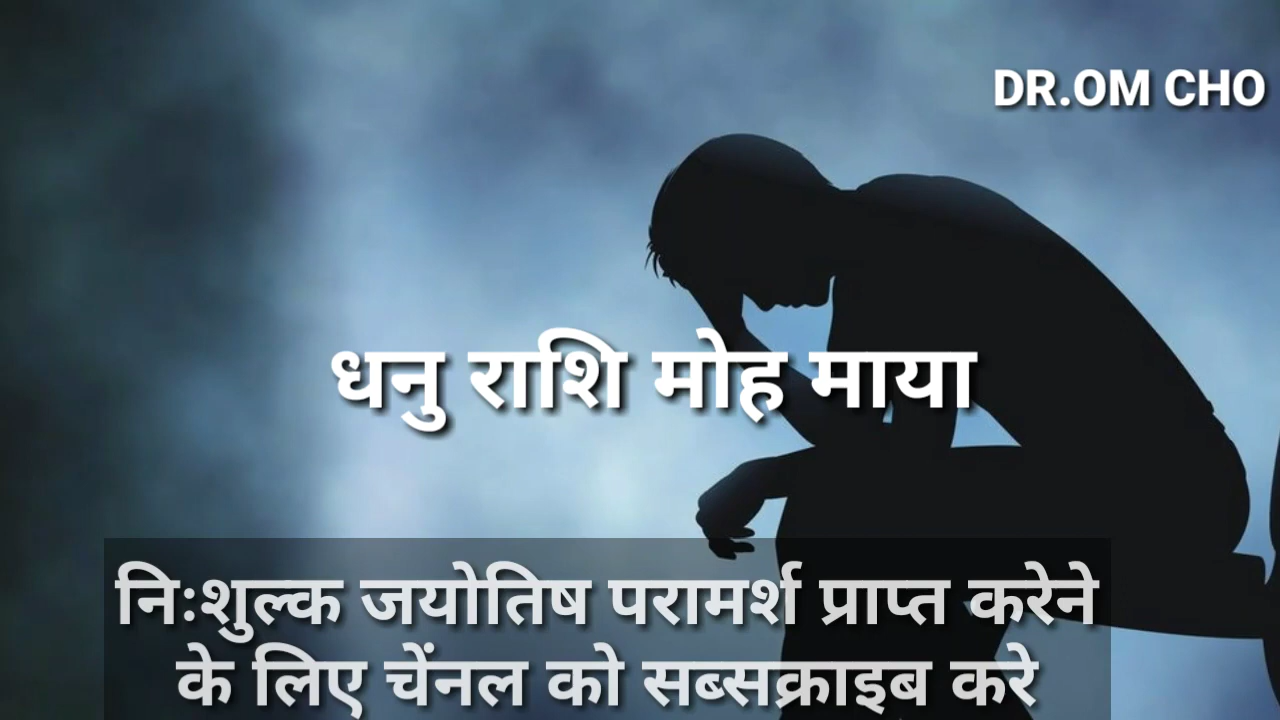 DR.OM CHO
धनु राशि मोह माया
निःशुल्क जयोतिष परामर्श प्राप्त करेने
के लिए चेंनल को सब्सक्राइब करे